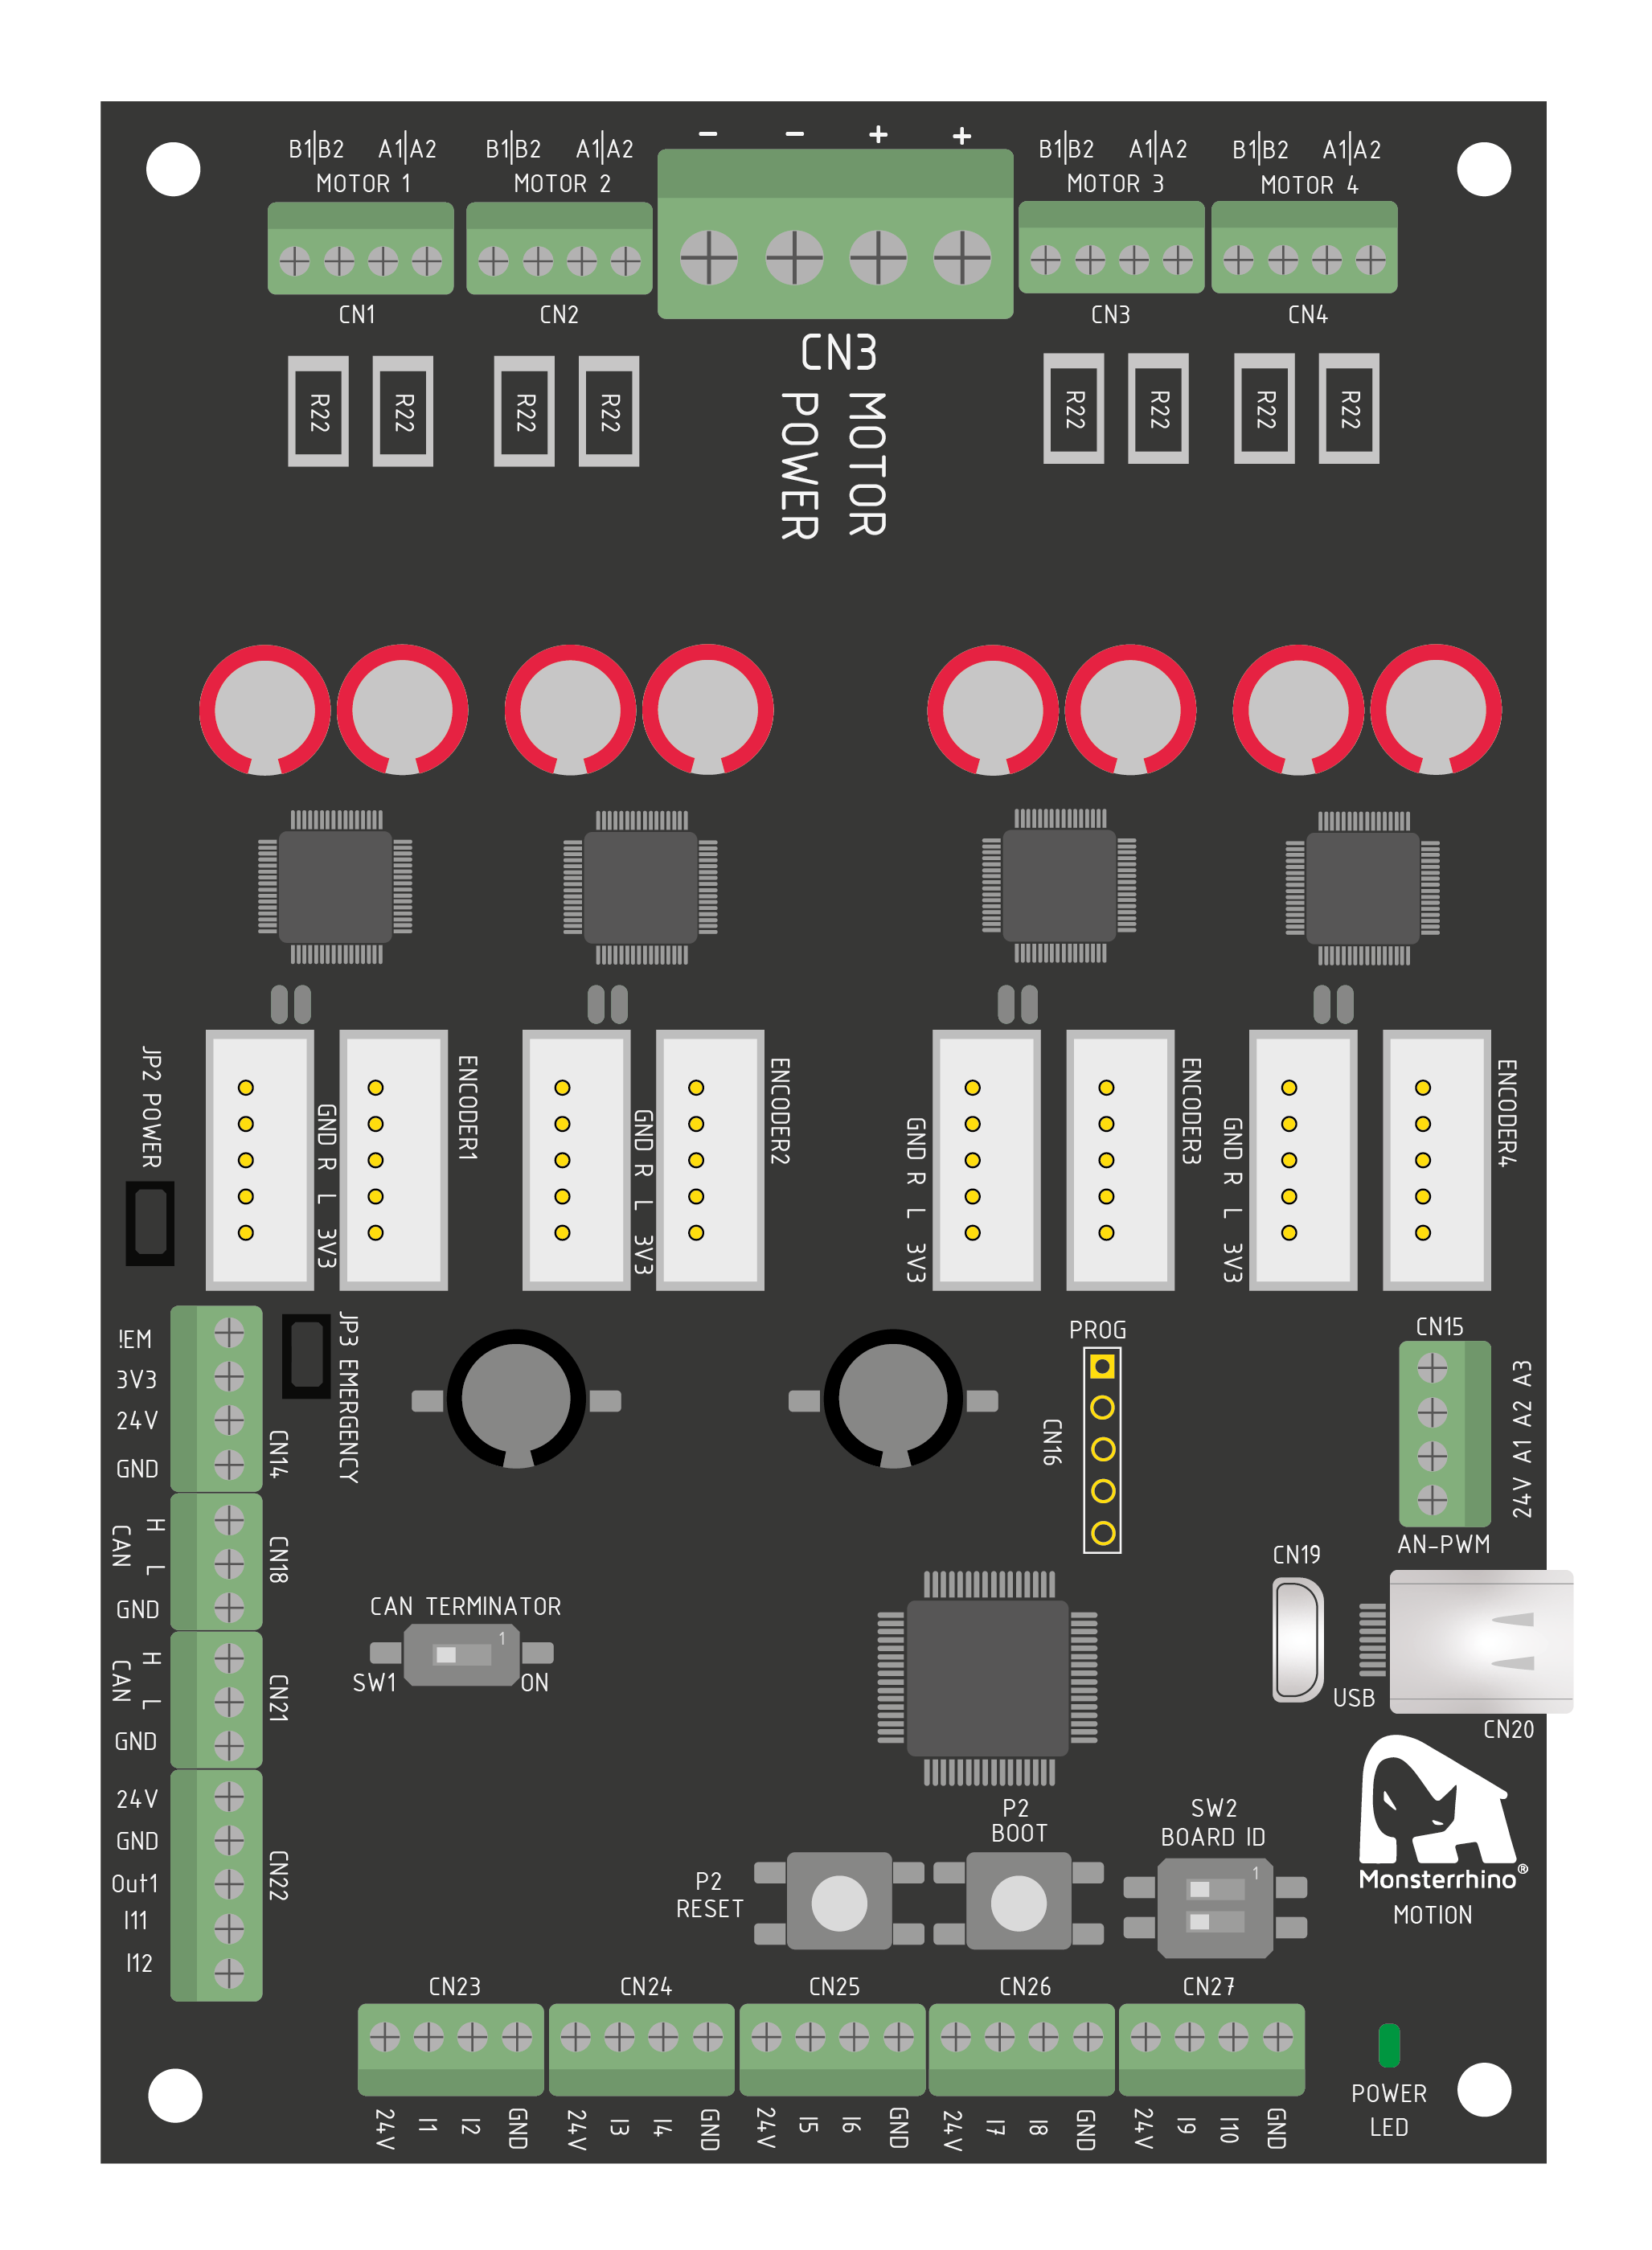 B1|B2 A1|A2
MOTOR 1
B1|B2 A1|A2
MOTOR 2
- - + +
B1|B2 A1|A2
MOTOR 3
B1|B2 A1|A2
MOTOR 4
CN1
CN2
CN3
MOTOR
POWER
CN3
CN4
R22
R22
R22
R22
R22
R22
R22
R22
JP2 POWER
GND R L 3V3
ENCODER1
GND R L 3V3
ENCODER2
GND R L 3V3
ENCODER3
GND R L 3V3
ENCODER4
!EM
3V3
24V
GND
CN14
JP3 EMERGENCY
PROG
CN16
CN15
24V A1 A2 A3
AN-PWM
CAN
H
L
GND
CN18
CAN
H
L
GND
CN21
CAN TERMINATOR
1
SW1
ON
CN19
USB
CN20
24V
GND
Out1
I11
I12
CN22
P2
RESET
P2
BOOT
SW2
BOARD ID
1
Monsterrhino®
MOTION
CN23
CN24
CN25
CN26
CN27
24V I1 I2 GND
24V I3 I4 GND
24V I5 I6 GND
24V I7 I8 GND
24V I9 I10 GND
POWER
LED